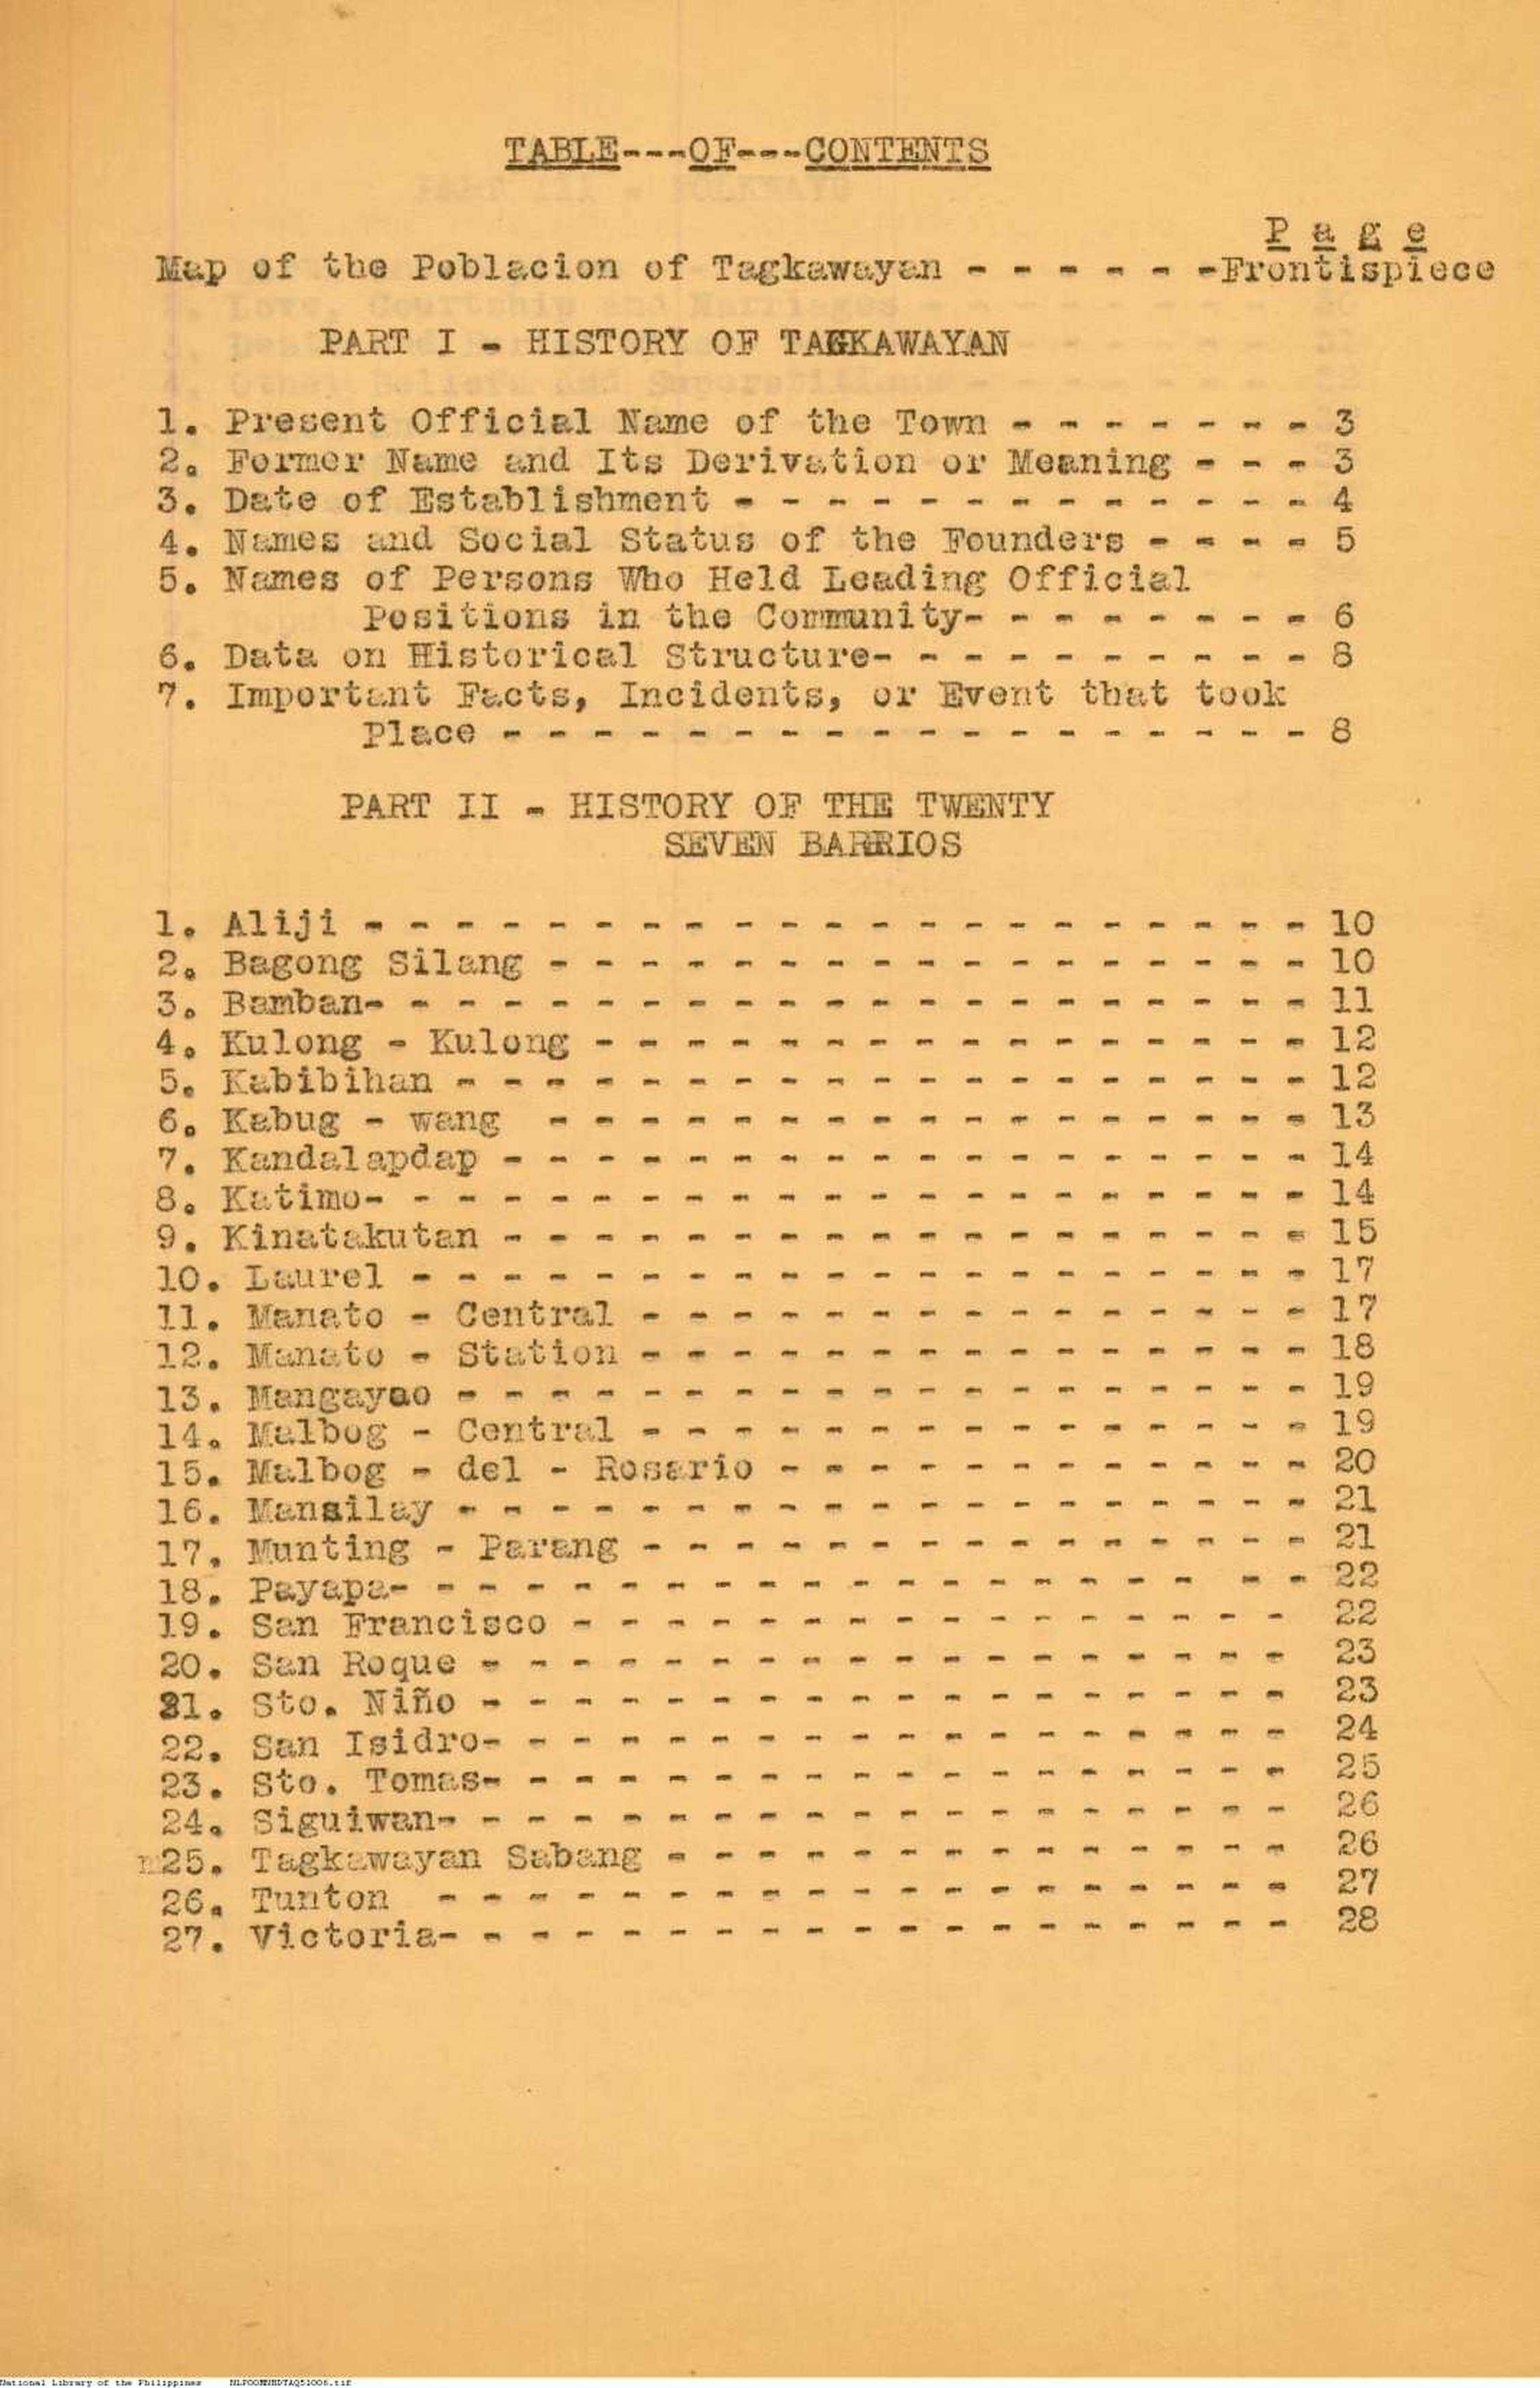 TABLE---OF---CONTENTS
P a g e
Map of the Poblacion of Tagkawayan - - - - - -Frontispiece
PART I - HISTORY OF TAGKAWAYAN
1. Present Official Name of the Town - - - - - - - 3
2. Former Name and Its Derivation or Meaning - - - 3
3. Date of Establishment - - - - - - - - - - - - - 4
4. Names and Social Status of the Founders - - - - 5
5. Names of Persons Who Held Leading Official
Positions in the Community- - - - - - - - 6
6. Data on Historical Structure- - - - - - - - - - 8
7. Important Facts, Incidents, or Event that took
Place - - - - - - - - - - - - - - - - - - 8
PART II - HISTORY OF THE TWENTY
SEVEN BARRIOS
1. Aliji - - - - - - - - - - - - - - - - - - - - - 10
2. Bagong Silang - - - - - - - - - - - - - - - - - 10
3. Bamban- - - - - - - - - - - - - - - - - - - - - 11
4. Kulong - Kulong - - - - - - - - - - - - - - - - 12
5. Kabibihan - - - - - - - - - - - - - - - - - - - 12
6. Kabug - wang - - - - - - - - - - - - - - - - - 13
7. Kandalapdap - - - - - - - - - - - - - - - - - - 14
8. Katimo- - - - - - - - - - - - - - - - - - - - - 14
9. Kinatakutan - - - - - - - - - - - - - - - - - - 15
10. Laurel - - - - - - - - - - - - - - - - - - - - 17
11. Manato - Central - - - - - - - - - - - - - - - 17
12. Manato - Station - - - - - - - - - - - - - - - 18
13. Mangayao - - - - - - - - - - - - - - - - - - - 19
14. Malbog - Central - - - - - - - - - - - - - - - 19
15. Malbog - del - Rosario - - - - - - - - - - - - 20
16. Mansilay - - - - - - - - - - - - - - - - - - - 21
17. Munting - Parang - - - - - - - - - - - - - - - 21
18. Payapa- - - - - - - - - - - - - - - - - - - - 22
19. San Francisco - - - - - - - - - - - - - - - - 22
20. San Roque - - - - - - - - - - - - - - - - - - 23
21. Sto. Niño - - - - - - - - - - - - - - - - - - 23
22. San Isidro- - - - - - - - - - - - - - - - - - 24
23. Sto. Tomas- - - - - - - - - - - - - - - - - - 25
24. Siguiwan- - - - - - - - - - - - - - - - - - - 26
25. Tagkawayan Sabang - - - - - - - - - - - - - - 26
26. Tunton - - - - - - - - - - - - - - - - - - - 27
27. Victoria- - - - - - - - - - - - - - - - - - - 28
National Library of the Philippines